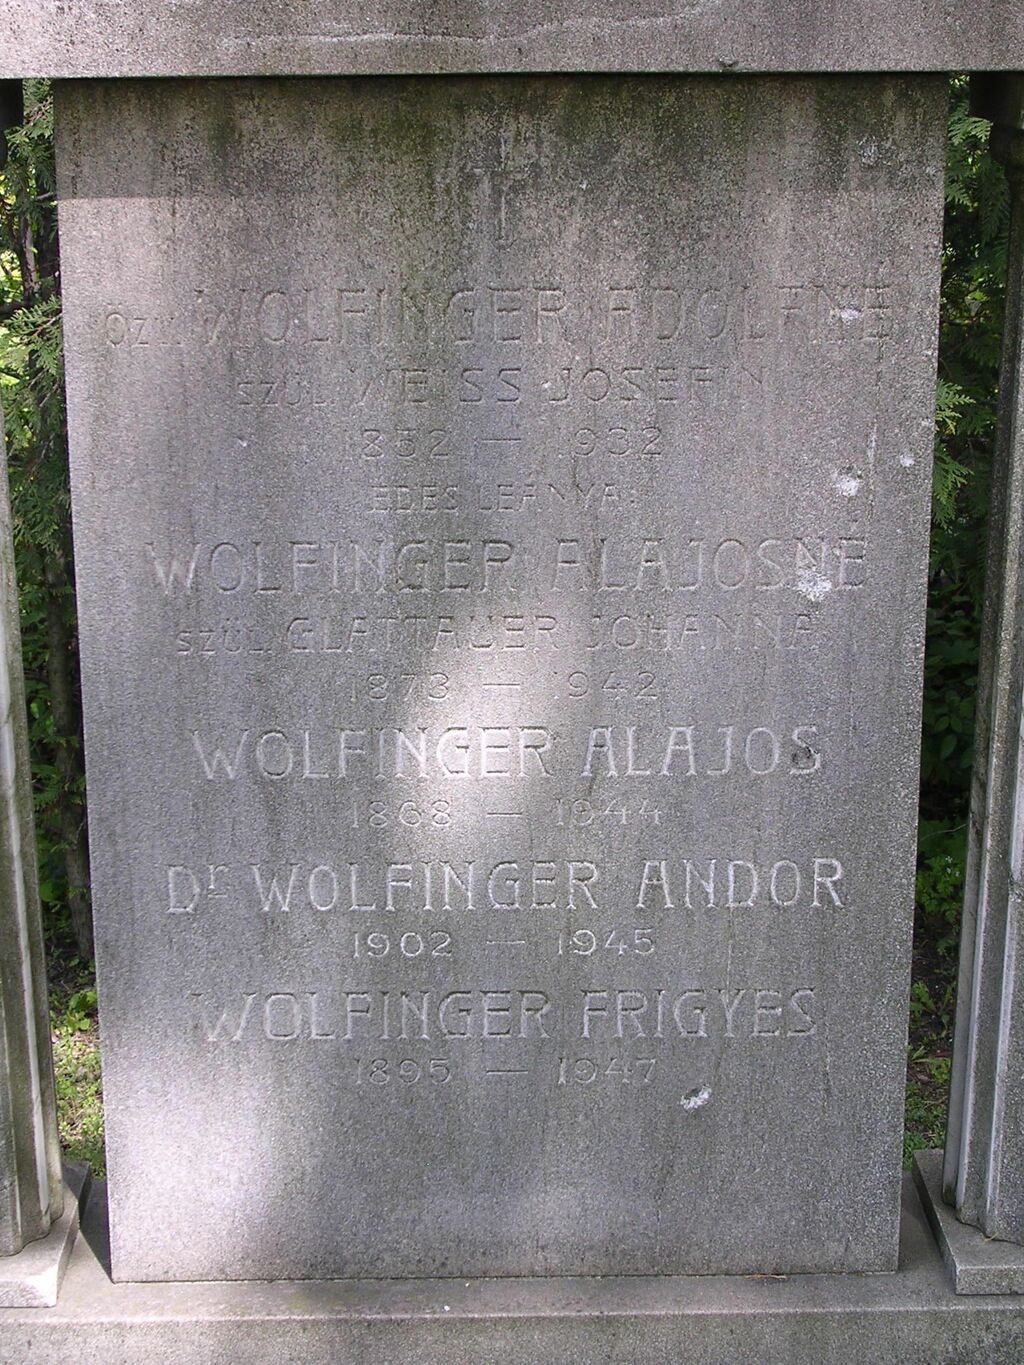 Özv. WOLFINGER ADOLFNÉ
SZÜL. WEISS JOSEFIN
1852 — 1932
ÉDES LEÁNYA:
WOLFINGER ALAJOSNÉ
SZÜL. GLATTAUER JOHANNA
1873 — 1942
WOLFINGER ALAJOS
1868 — 1944
Dr WOLFINGER ANDOR
1902 — 1945
WOLFINGER FRIGYES
1895 — 1947